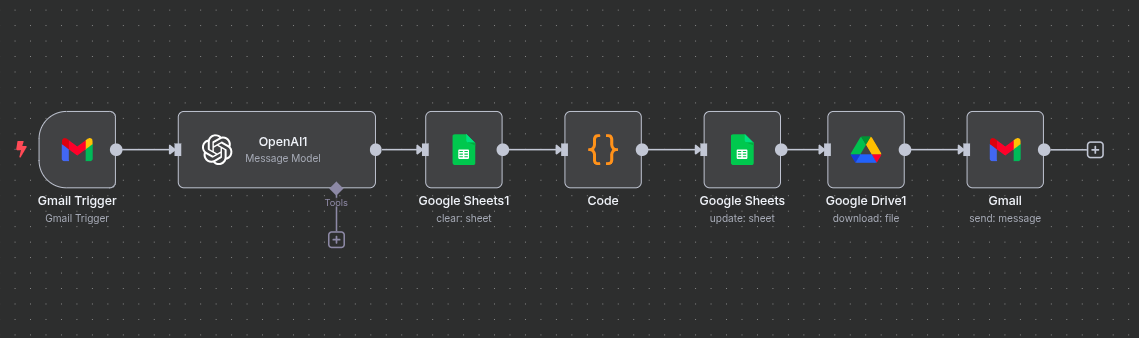 OpenAI1
Message Model
Tools
Gmail Trigger
Gmail Trigger
Google Sheets1
clear: sheet
Code
Google Sheets
update: sheet
Google Drive1
download: file
Gmail
send: message